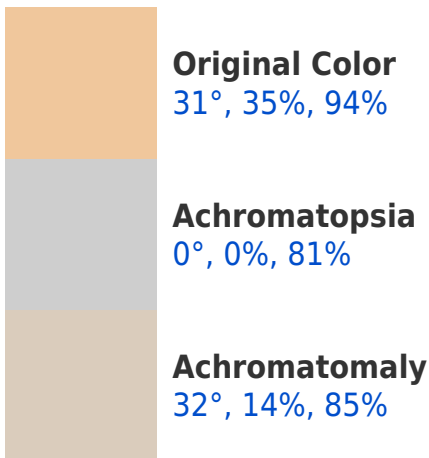 Original Color
31°, 35%, 94%
Achromatopsia
0°, 0%, 81%
Achromatomaly
32°, 14%, 85%